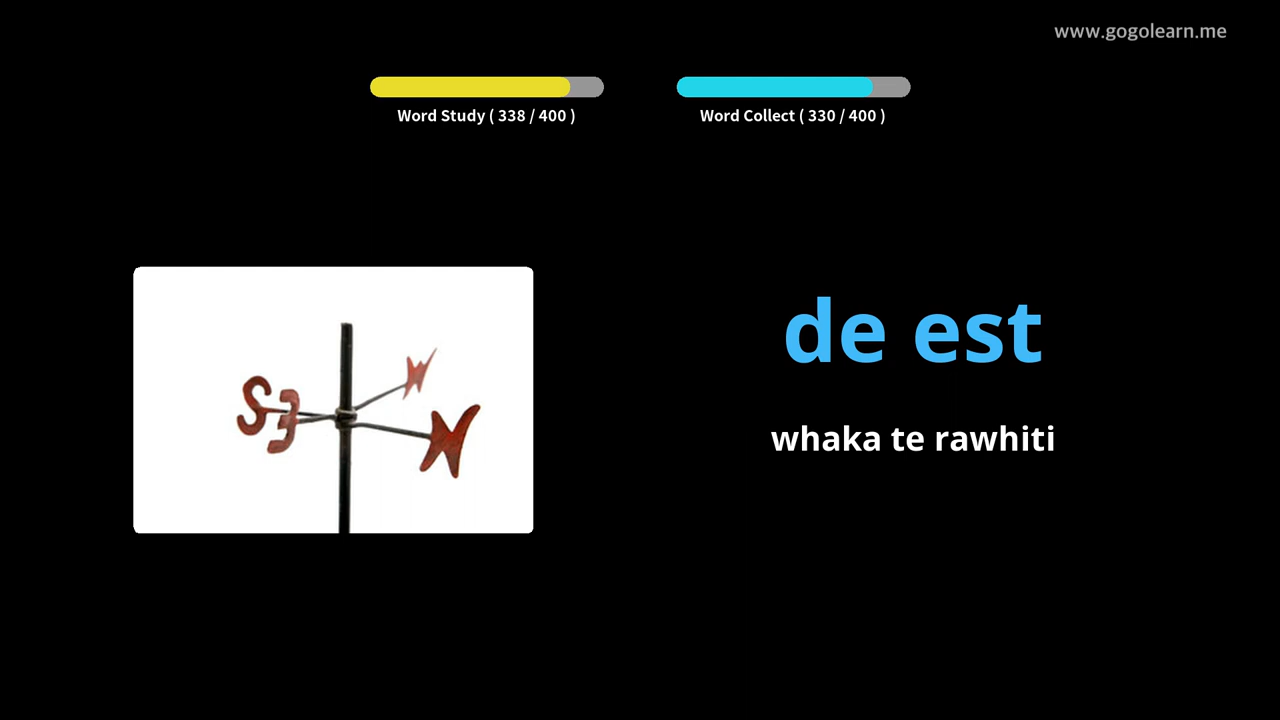 www.gogolearn.me
Word Study ( 338 / 400 )
Word Collect ( 330 / 400 )
de est
whaka te rawhiti
S
E
N